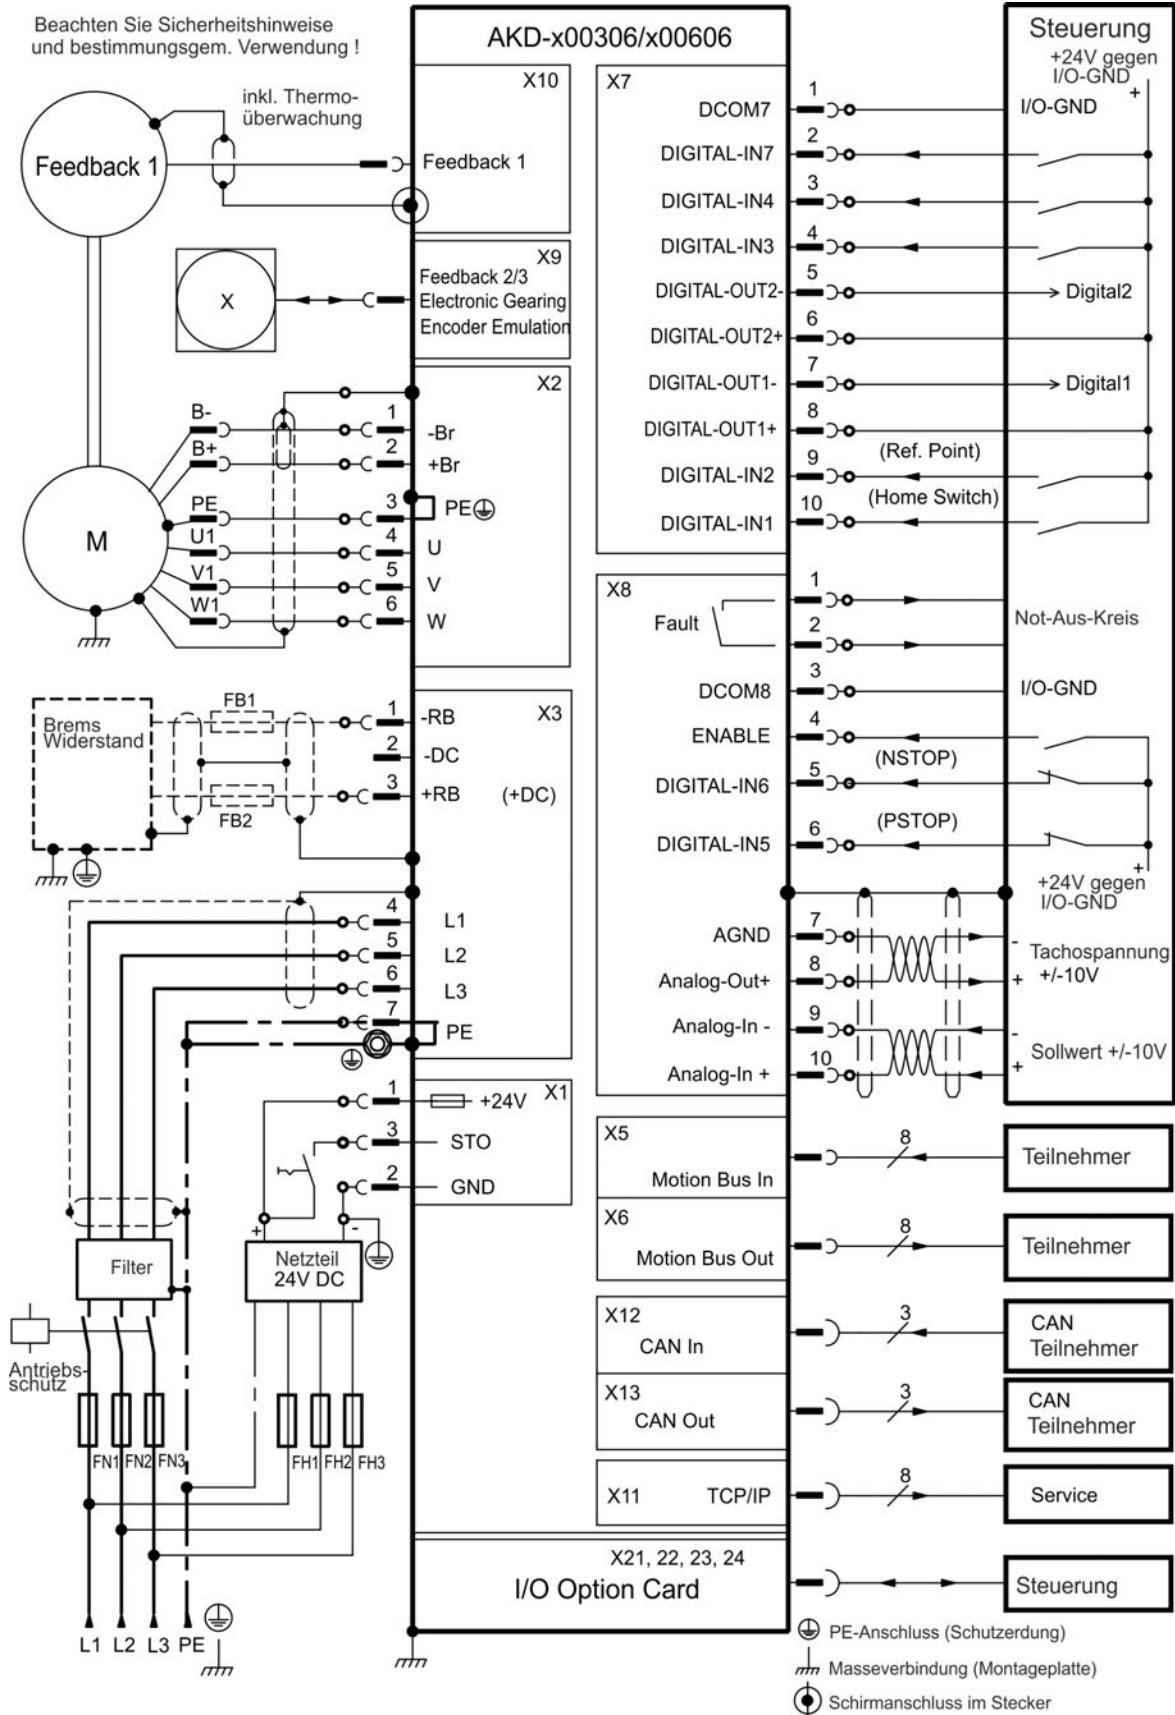 Beachten Sie Sicherheitshinweise
und bestimmungsgem. Verwendung !
AKD-x00306/x00606
Steuerung
+24V gegen
I/O-GND
+
inkl. Thermo-
überwachung
Feedback 1
X10
Feedback 1
X
X9
Feedback 2/3
Electronic Gearing
Encoder Emulation
X2
B-
1
-Br
B+
2
+Br
PE
3
PE
M
U1
4
U
V1
5
V
W1
6
W
Brems
Widerstand
FB1
FB2
X3
1
-RB
2
-DC
3
+RB
(+DC)
4
L1
5
L2
6
L3
7
PE
X1
1
+24V
3
STO
2
GND
+
-
Filter
Netzteil
24V DC
Antriebs-
schütz
FN1
FN2
FN3
FH1
FH2
FH3
L1
L2
L3
PE
X7
DCOM7
1
I/O-GND
DIGITAL-IN7
2
DIGITAL-IN4
3
DIGITAL-IN3
4
DIGITAL-OUT2-
5
Digital2
DIGITAL-OUT2+
6
DIGITAL-OUT1-
7
Digital1
DIGITAL-OUT1+
8
(Ref. Point)
DIGITAL-IN2
9
(Home Switch)
DIGITAL-IN1
10
X8
Fault
1
2
Not-Aus-Kreis
DCOM8
3
I/O-GND
ENABLE
4
(NSTOP)
DIGITAL-IN6
5
(PSTOP)
DIGITAL-IN5
6
+
+24V gegen
I/O-GND
AGND
7
-
Tachospannung
+/-10V
Analog-Out+
8
+
Analog-In -
9
-
Sollwert +/-10V
Analog-In +
10
+
X5
Motion Bus In
8
Teilnehmer
X6
Motion Bus Out
8
Teilnehmer
X12
CAN In
3
CAN
Teilnehmer
X13
CAN Out
3
CAN
Teilnehmer
X11
TCP/IP
8
Service
X21, 22, 23, 24
I/O Option Card
Steuerung
PE-Anschluss (Schutzerdung)
Masseverbindung (Montageplatte)
Schirmanschluss im Stecker